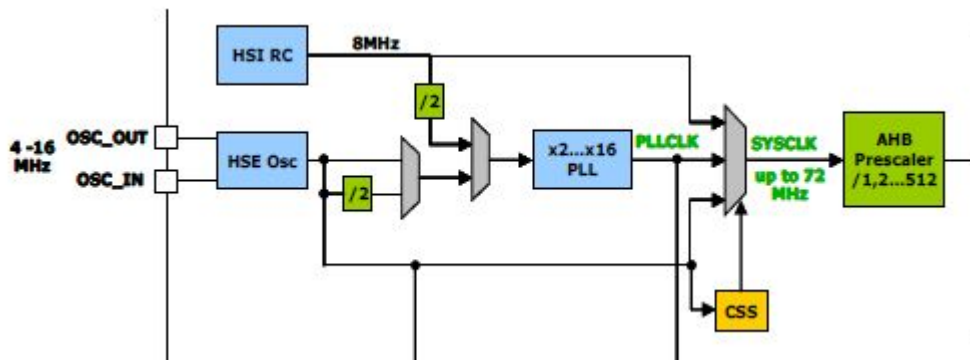 HSI RC
8MHz
/2
4 -16
MHz
OSC_OUT
OSC_IN
HSE Osc
/2
x2...x16
PLL
PLLCLK
SYSCLK
up to 72
MHz
AHB
Prescaler
/1,2...512
CSS